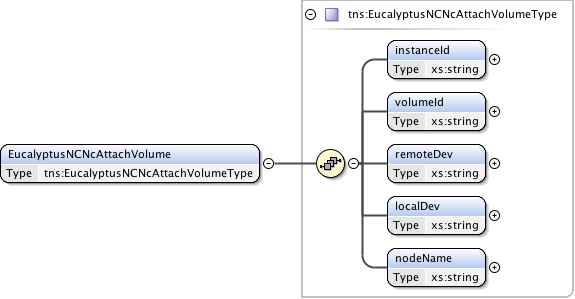 tns:EucalyptusNCNcAttachVolumeType
instanceId
Type xs:string
volumeId
Type xs:string
EucalyptusNCNcAttachVolume
Type tns:EucalyptusNCNcAttachVolumeType
remoteDev
Type xs:string
localDev
Type xs:string
nodeName
Type xs:string